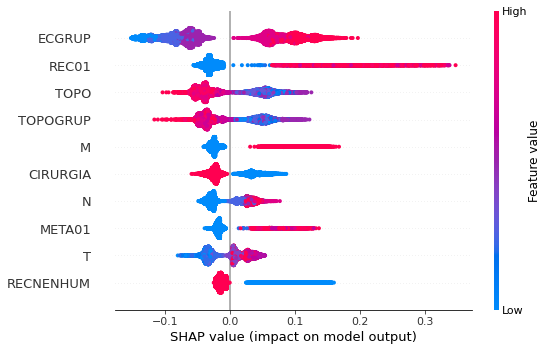 High
ECGRUP
REC01
TOPO
TOPOGRUP
M
CIRURGIA
N
META01
T
RECNENHUM
Feature value
Low
−0.1 0.0 0.1 0.2 0.3
SHAP value (impact on model output)